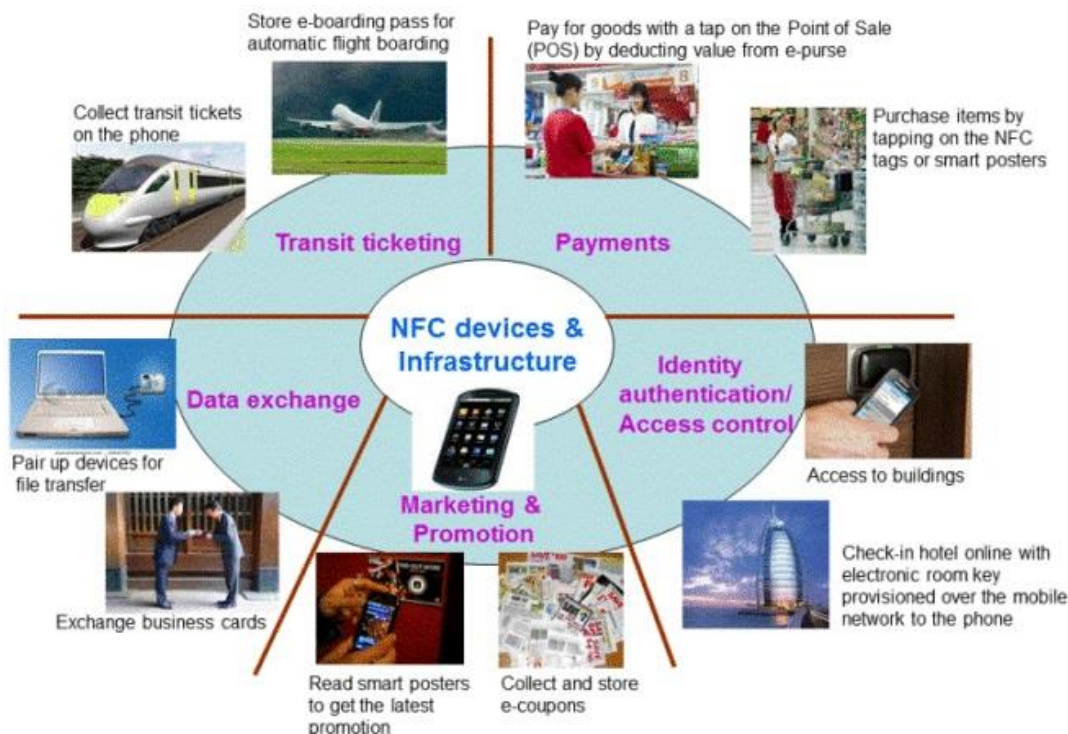 Store e-boarding pass for
automatic flight boarding
Pay for goods with a tap on the Point of Sale
(POS) by deducting value from e-purse
Collect transit tickets
on the phone
Purchase items by
tapping on the NFC
tags or smart posters
Transit ticketing
Payments
NFC devices &
Infrastructure
Data exchange
Identity
authentication/
Access control
Pair up devices for
file transfer
Access to buildings
Marketing &
Promotion
Exchange business cards
Check-in hotel online with
electronic room key
provisioned over the mobile
network to the phone
Read smart posters
to get the latest
promotion
Collect and store
e-coupons